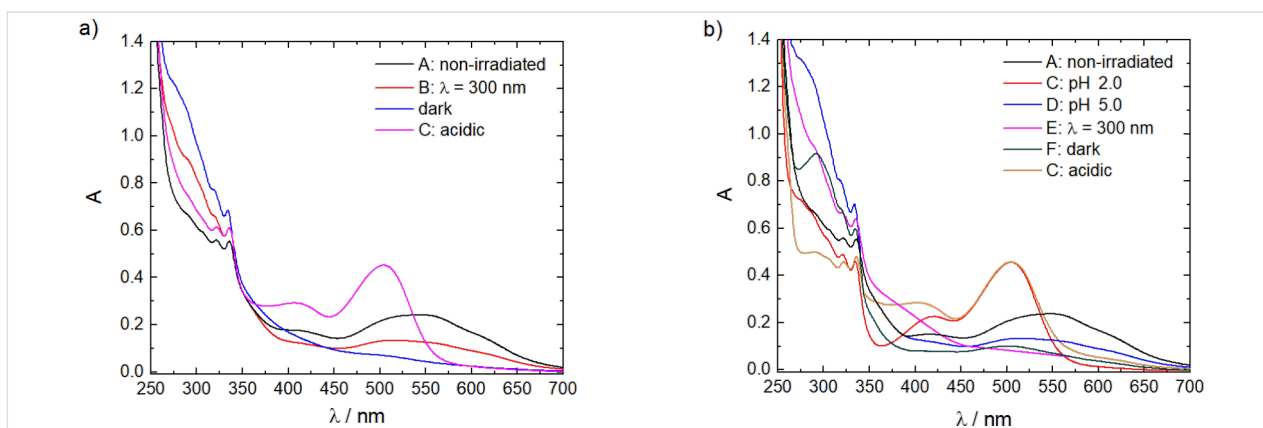 a)
1.4
1.2
1.0
0.8
0.6
0.4
0.2
0.0
A
250 300 350 400 450 500 550 600 650 700
λ / nm
A: non-irradiated
B: λ = 300 nm
dark
C: acidic
b)
1.4
1.2
1.0
0.8
0.6
0.4
0.2
0.0
A
250 300 350 400 450 500 550 600 650 700
λ / nm
A: non-irradiated
C: pH 2.0
D: pH 5.0
E: λ = 300 nm
F: dark
C: acidic